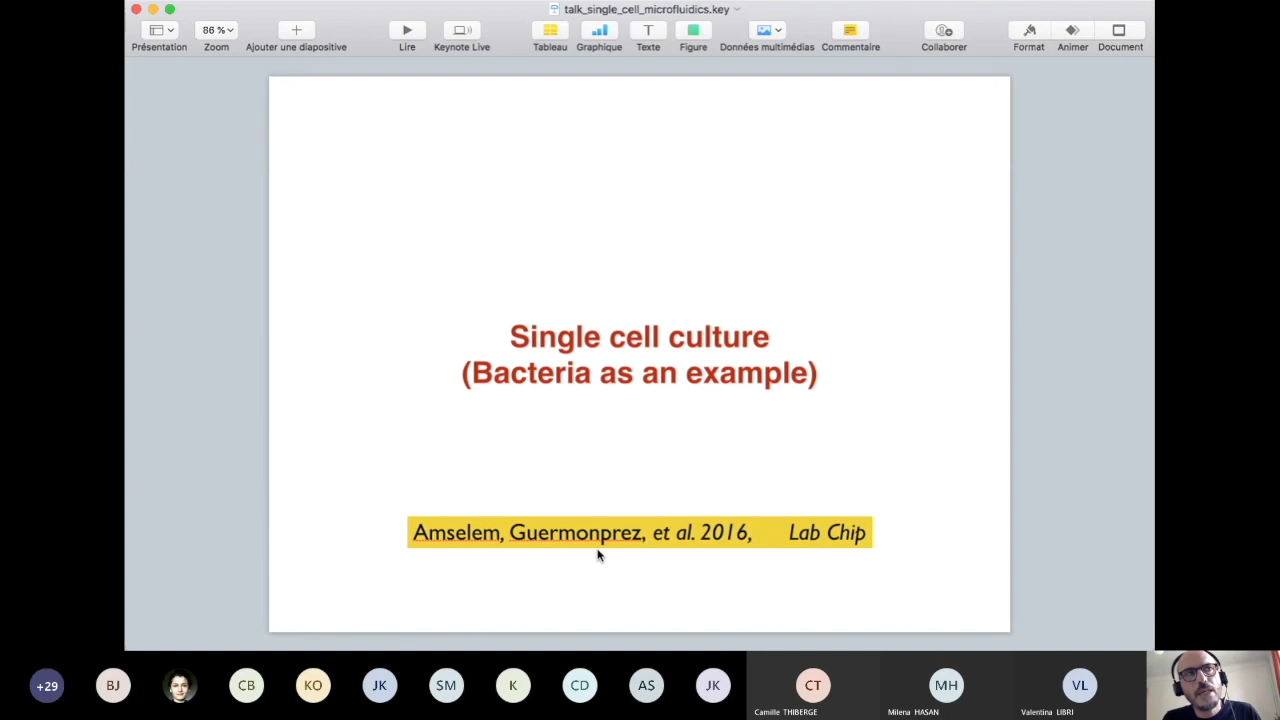 talk_single_cell_microfluidics.key
86 %
Présentation
Zoom
Ajouter une diapositive
Lire
Keynote Live
Tableau
Graphique
Texte
Figure
Données multimédias
Commentaire
Collaborer
Format
Animer
Document
Single cell culture
(Bacteria as an example)
Amselem, Guermonprez, et al. 2016, Lab Chip
+29
BJ
CB
KO
JK
SM
K
CD
AS
JK
CT
MH
VL
Camille THIBERGE
Milena HASAN
Valentina LIBRI